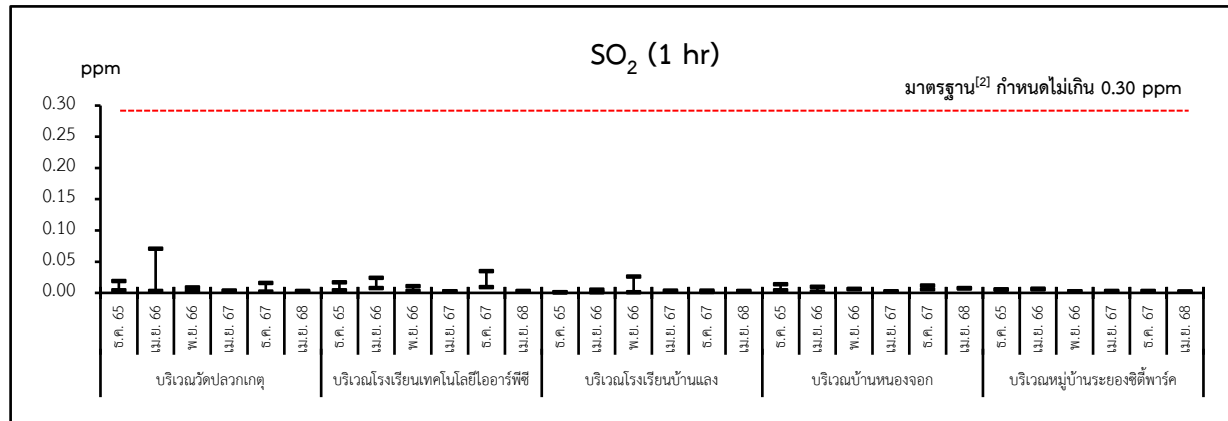 SO2 (1 hr)
ppm
มาตรฐาน[2] กำหนดไม่เกิน 0.30 ppm
0.30
0.25
0.20
0.15
0.10
0.05
0.00
ธ.ค. 65 เม.ย. 66 พ.ย. 66 เม.ย. 67 ธ.ค. 67 เม.ย. 68 ธ.ค. 65 เม.ย. 66 พ.ย. 66 เม.ย. 67 ธ.ค. 67 เม.ย. 68 ธ.ค. 65 เม.ย. 66 พ.ย. 66 เม.ย. 67 ธ.ค. 67 เม.ย. 68 ธ.ค. 65 เม.ย. 66 พ.ย. 66 เม.ย. 67 ธ.ค. 67 เม.ย. 68 ธ.ค. 65 เม.ย. 66 พ.ย. 66 เม.ย. 67 ธ.ค. 67 เม.ย. 68
บริเวณวัดปลวกเกตุ บริเวณโรงเรียนเทคโนโลยีไออาร์พีซี บริเวณโรงเรียนบ้านแลง บริเวณบ้านหนองจอก บริเวณหมู่บ้านระยองซิตี้พาร์ค